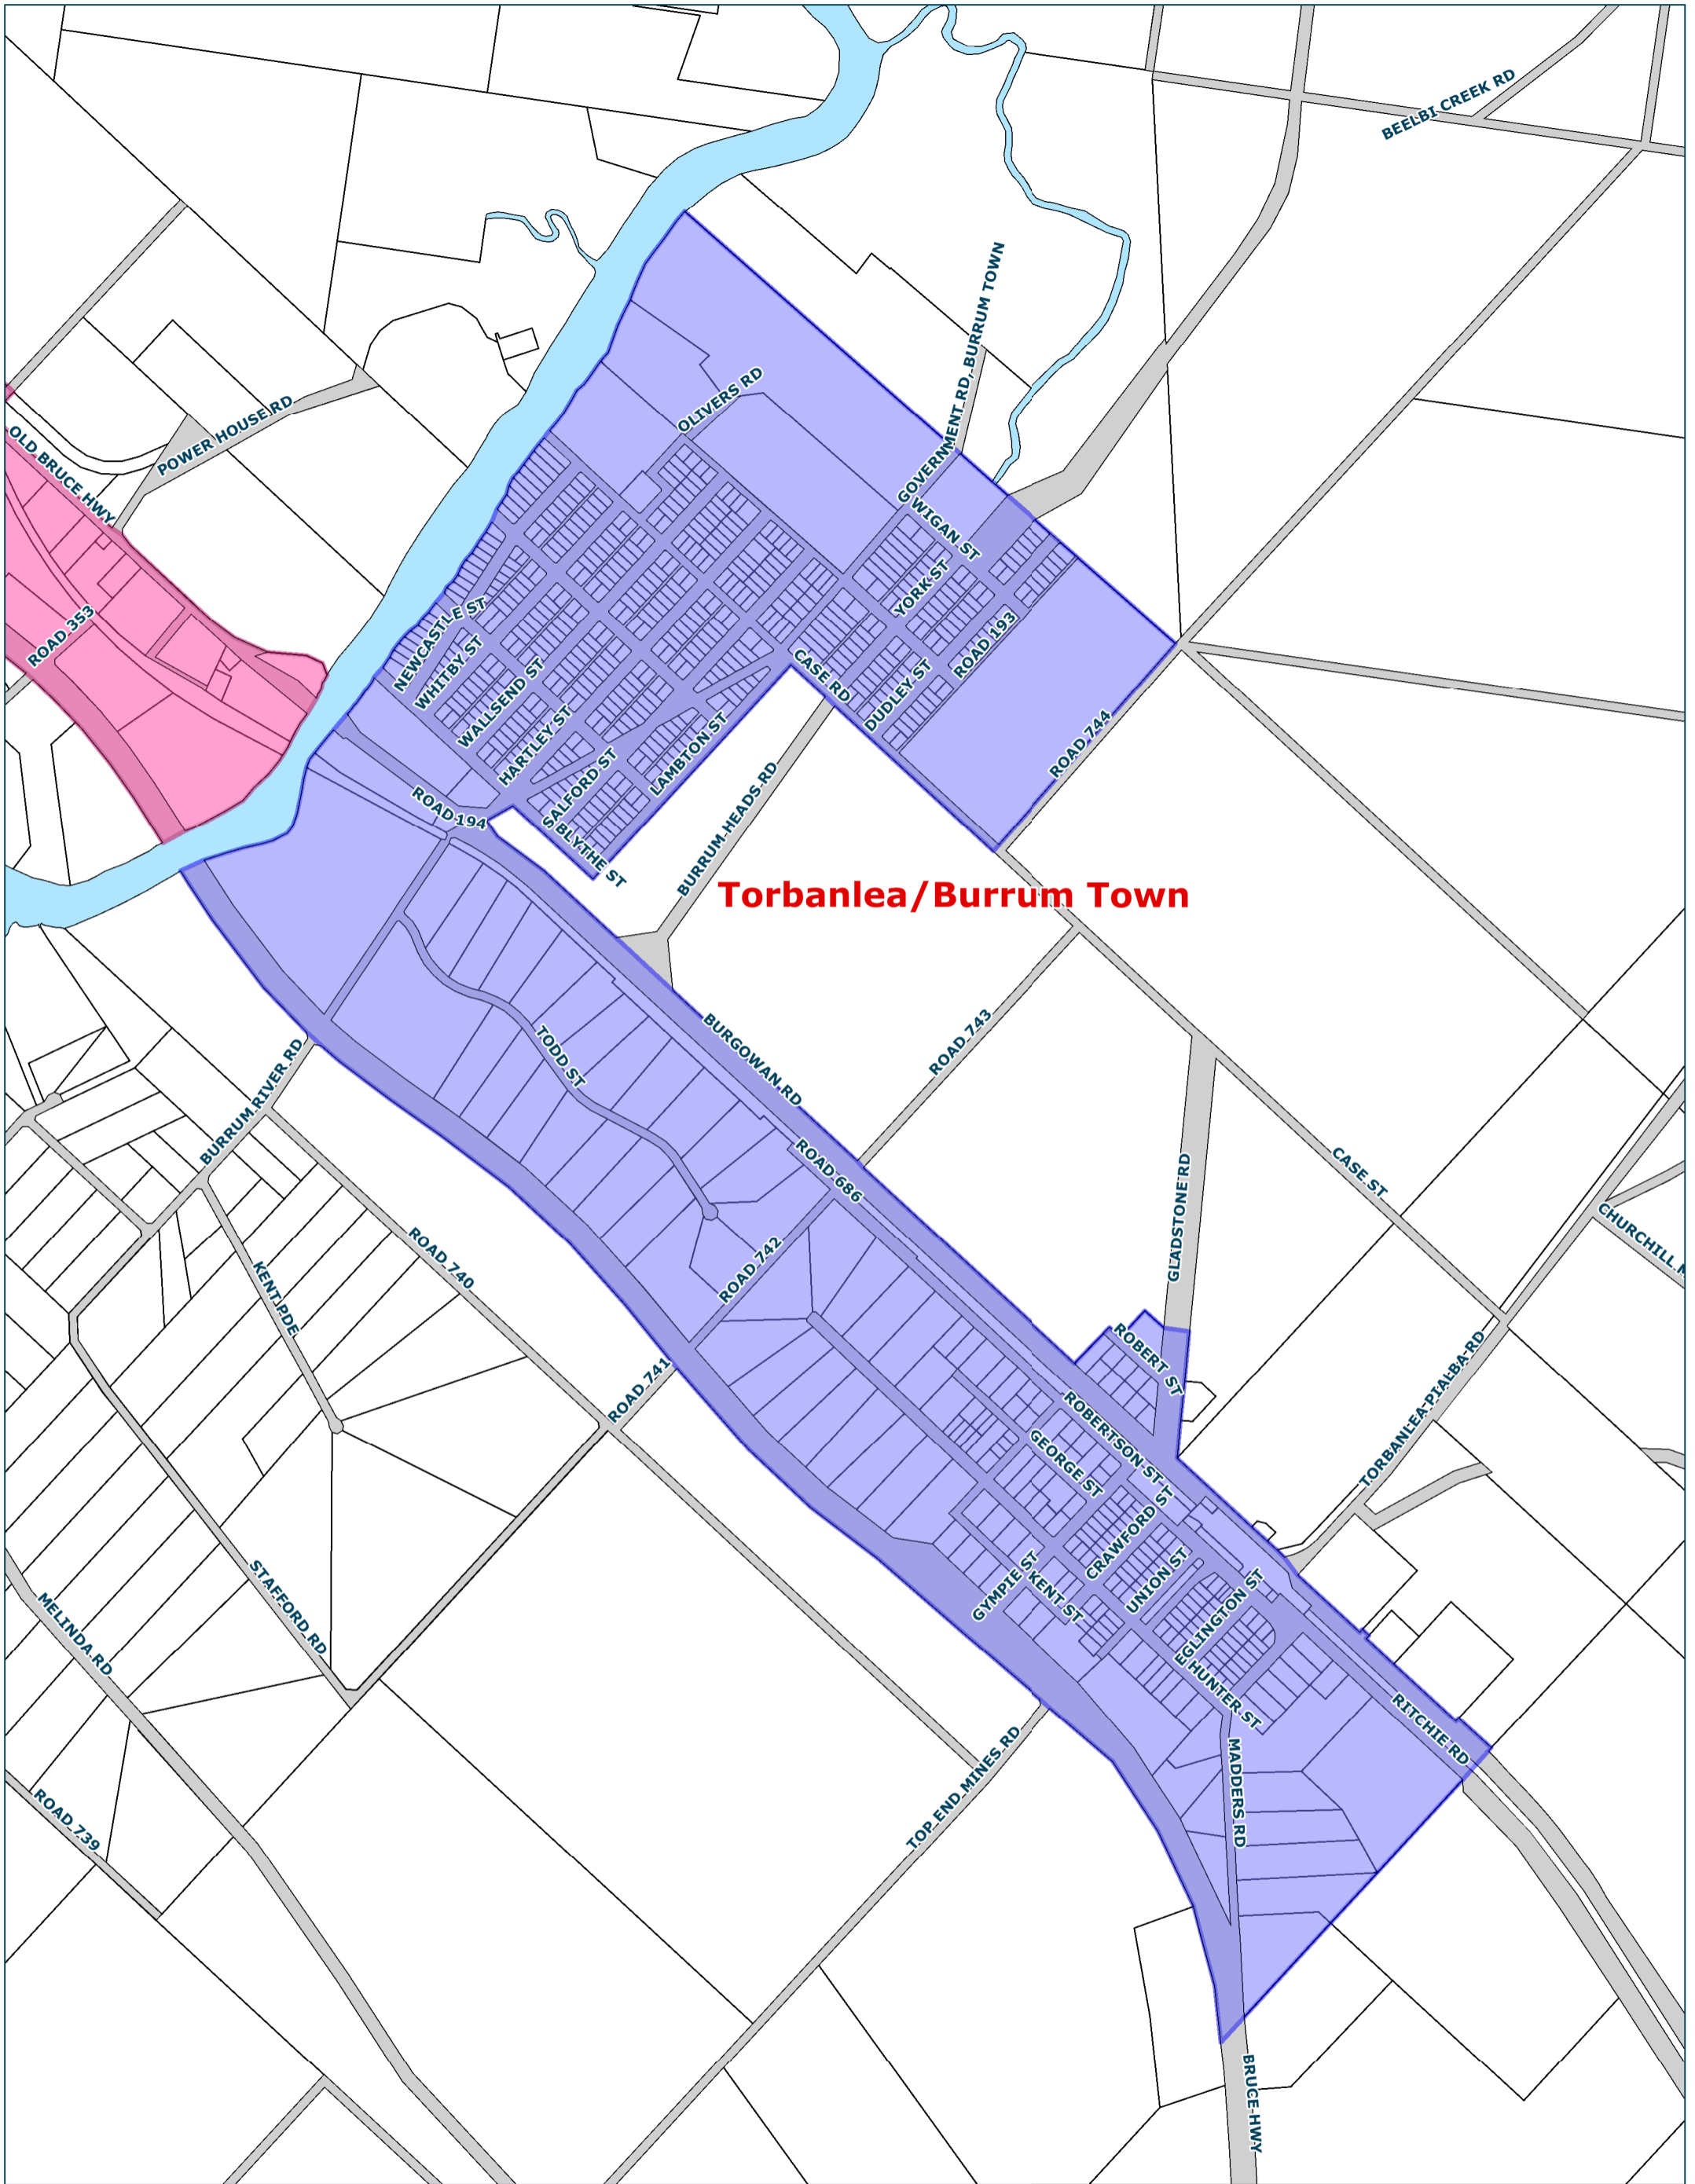 BEELBI CREEK RD
GOVERNMENT RD, BURRUM TOWN
OLIVERS RD
POWER HOUSE RD
OLD BRUCE HWY
WIGAN ST
YORK ST
ROAD 353
NEWCASTLE ST
WHITBY ST
ROAD 193
CASE RD
DUDLEY ST
WALLSEND ST
HARTLEY ST
LAMBTON ST
ROAD 744
SALFORD ST
ROAD 194
BLYTHE ST
BURRUM-HEADS RD
Torbanlea/Burrum Town
BURGOWAN RD
ROAD 743
TODD ST
BURRUM RIVER RD
ROAD 686
CASE ST
GLADSTONE RD
CHURCHILL
ROAD 740
ROAD 742
KENT PDE
ROBERT ST
ROAD 741
TORBANLEA-PIALBA RD
ROBERTSON ST
GEORGE ST
CRAWFORD ST
UNION ST
GYMPIE ST
KENT ST
EGLINGTON ST
STAFFORD RD
MELINDA RD
HUNTER ST
RITCHIE RD
MADDERS RD
TOP END MINES RD
ROAD 739
BRUCE HWY